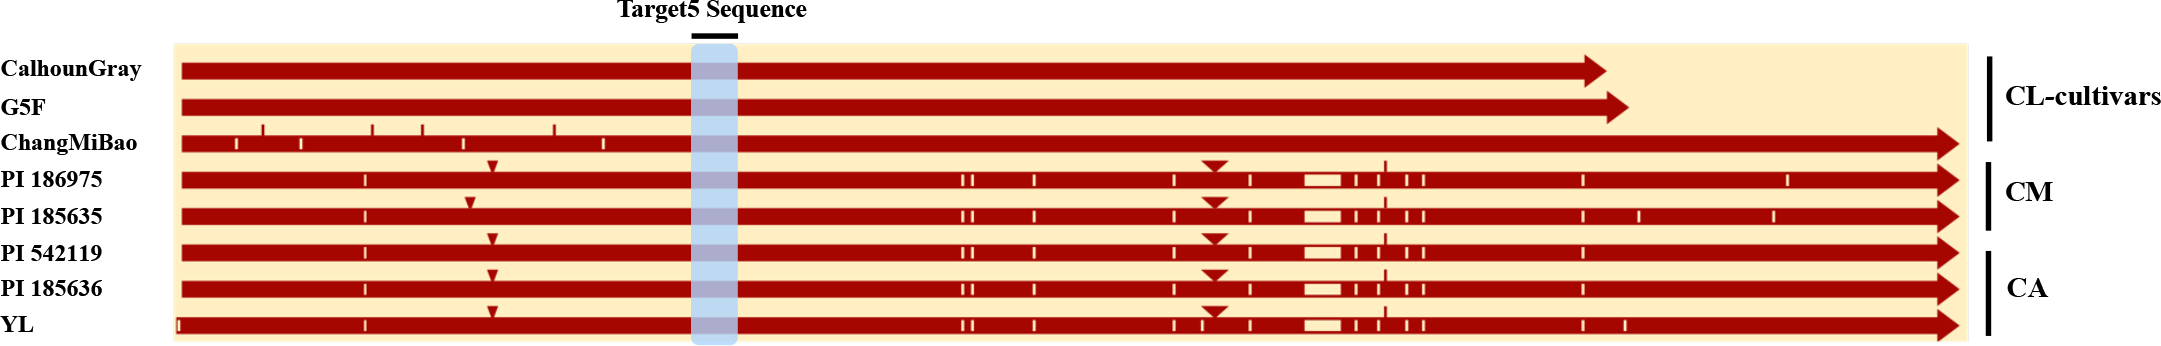 Target5 Sequence
CalhounGray
G5F
ChangMiBao
PI 186975
PI 185635
PI 542119
PI 185636
YL
CL-cultivars
CM
CA